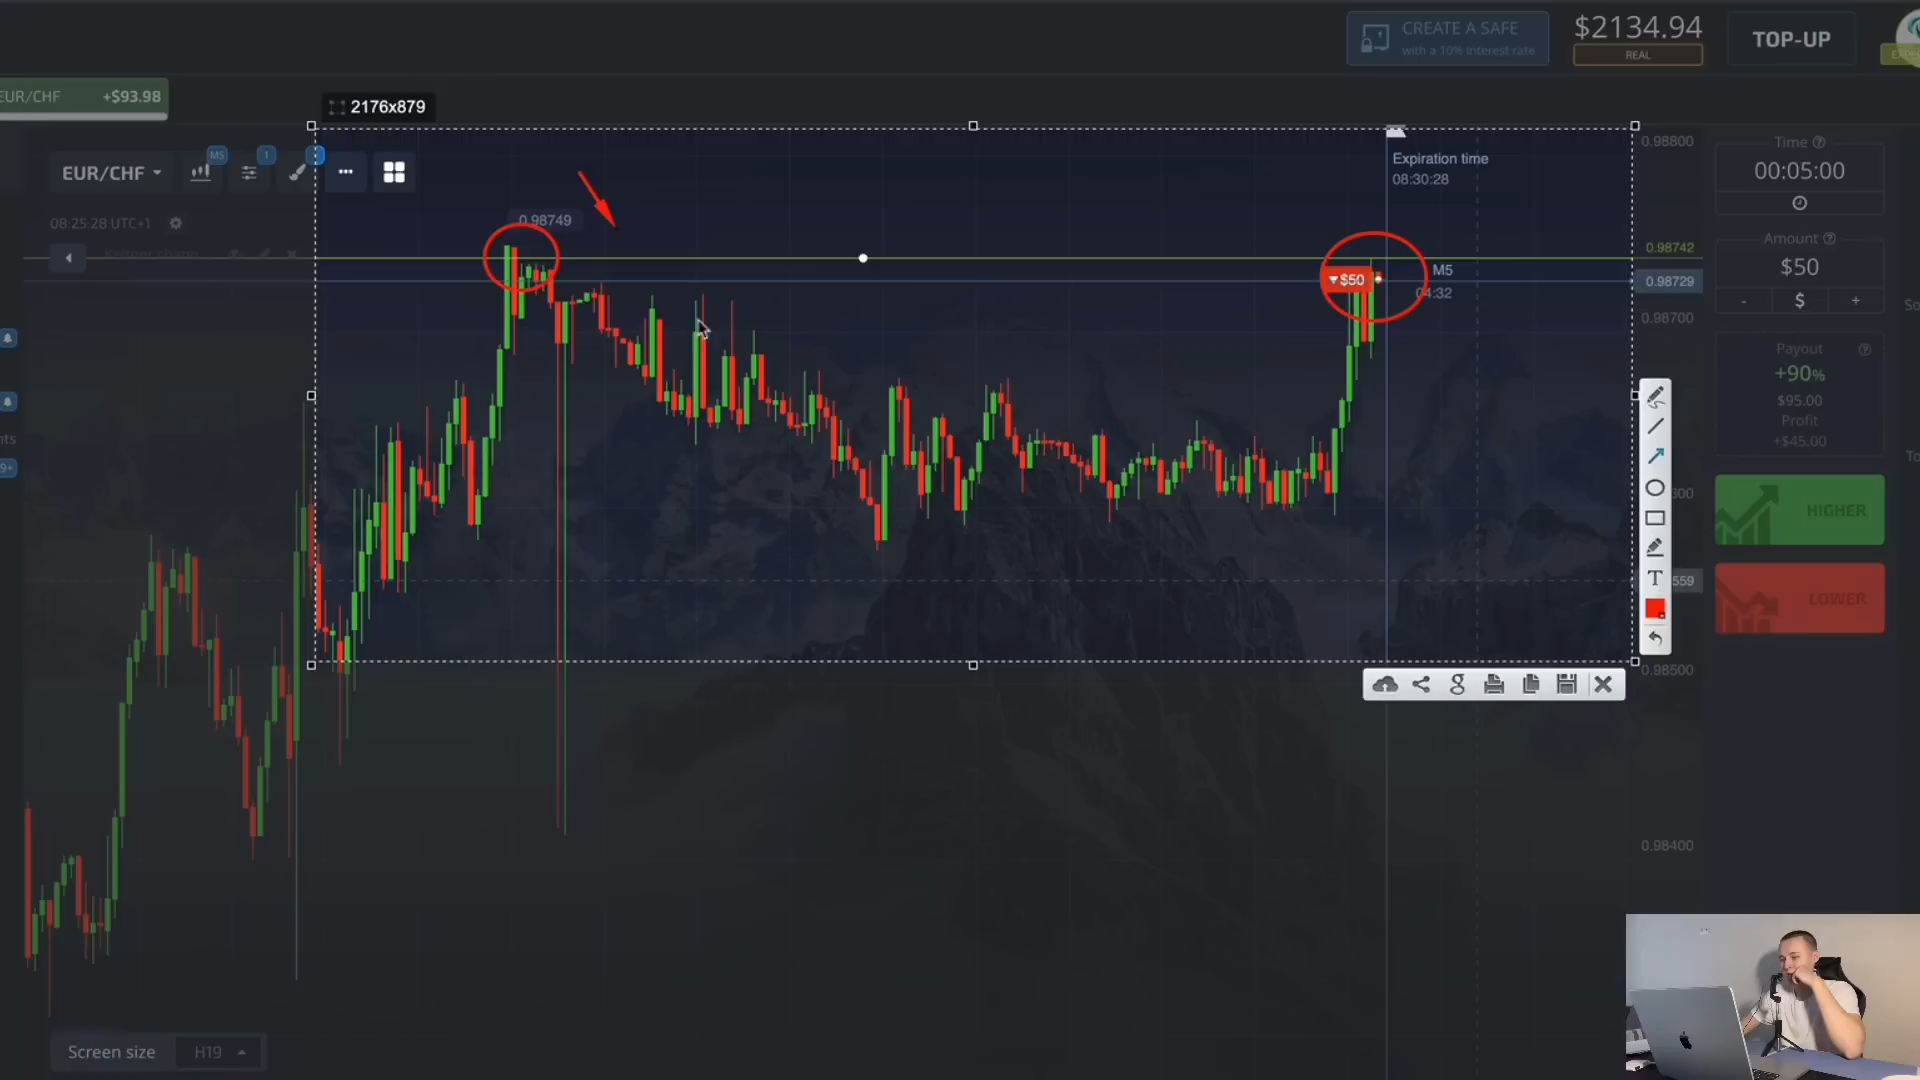 CREATE A SAFE
with a 10% interest rate
$2134.94
REAL
TOP-UP
EUR/CHF +$93.98
2176x879
EUR/CHF
M5
1
08:25:28 UTC+1
0.98749
Expiration time
08:30:28
0.98800
0.98742
0.98729
0.98700
M5
04:32
$50
Time
00:05:00
Amount
$50
- $ +
Payout
+90%
$95.00
Profit
+$45.00
HIGHER
LOWER
T
559
0.98500
0.98400
9+
g
Screen size H19